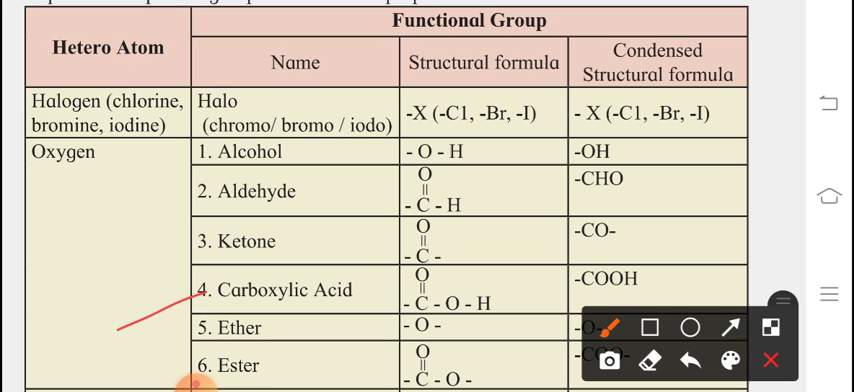 Hetero Atom
Functional Group
Name
Structural formula
Condensed
Structural formula
Halogen (chlorine,
bromine, iodine)
Halo
(chromo/ bromo / iodo)
-X (-C1, -Br, -I)
- X (-C1, -Br, -I)
Oxygen
1. Alcohol
- O - H
-OH
2. Aldehyde
O
||
- C - H
-CHO
3. Ketone
O
||
- C -
-CO-
4. Carboxylic Acid
O
||
- C - O - H
-COOH
5. Ether
- O -
-O-
6. Ester
O
||
- C - O -
-COO-